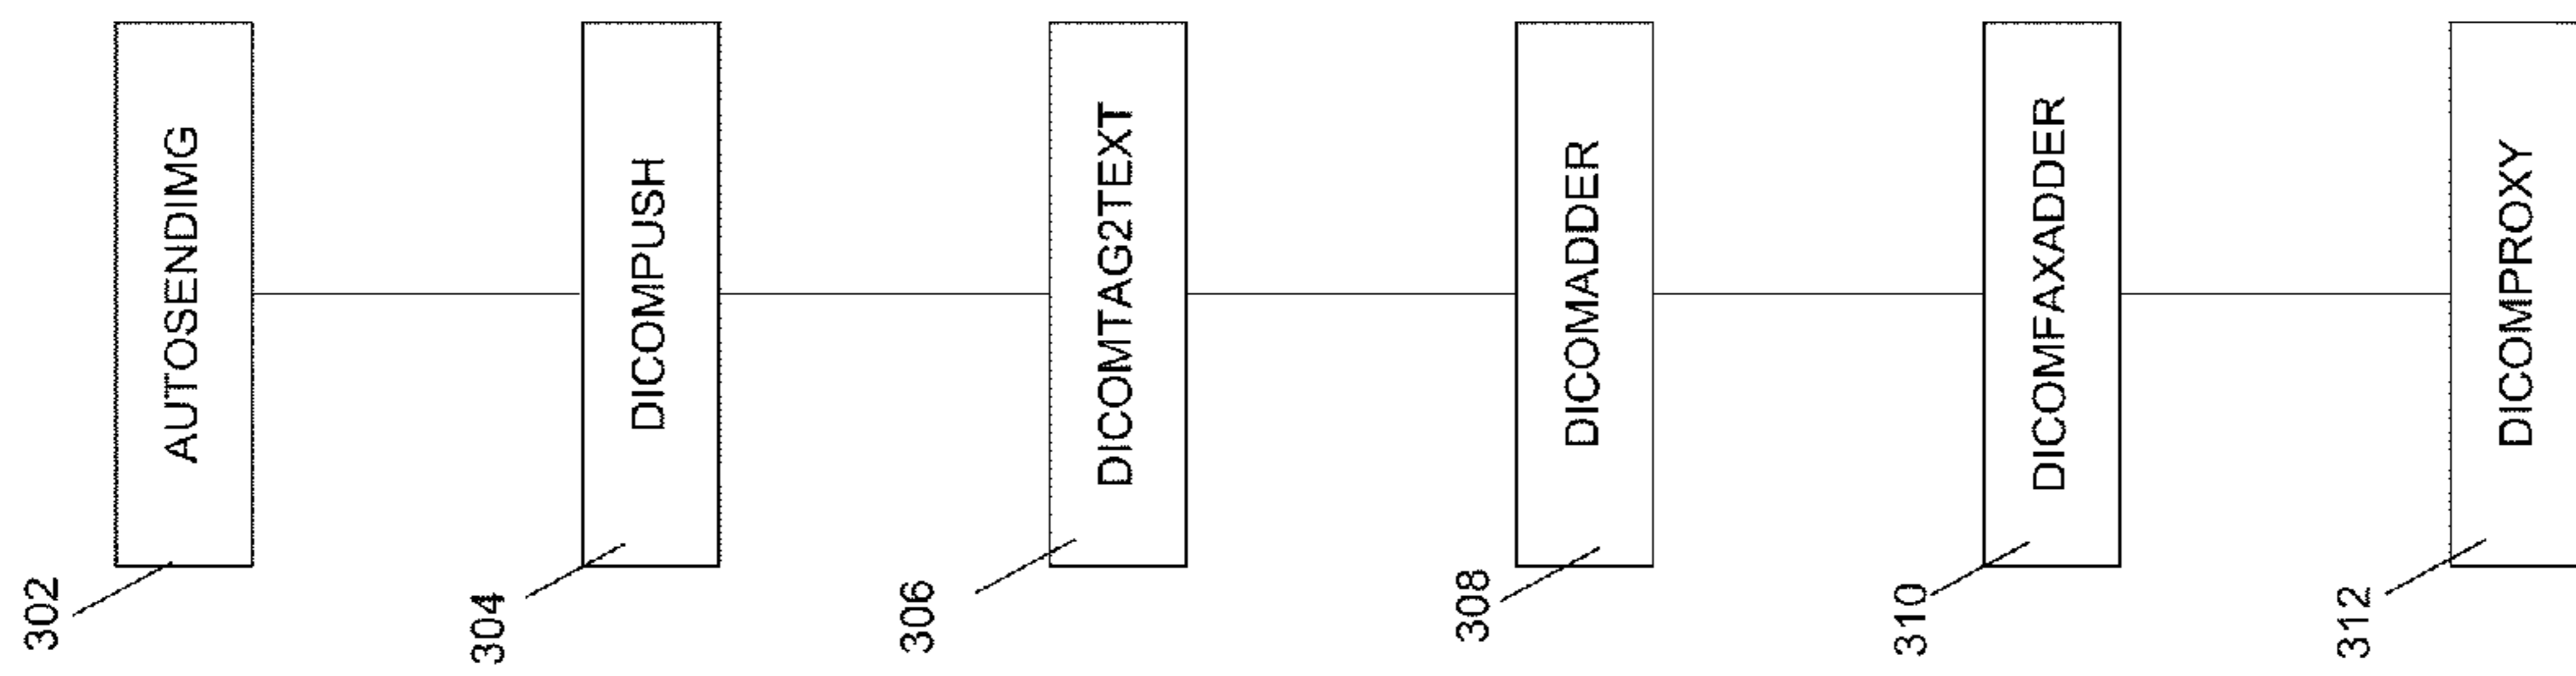 302
AUTOSENDIMG
304
DICOMPUSH
306
DICOMTAG2TEXT
308
DICOMADDER
310
DICOMFAXADDER
312
DICOMPROXY